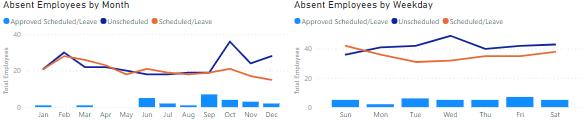 Absent Employees by Month
Approved Scheduled/Leave Unscheduled Scheduled/Leave
Total Employees
40
20
0
Jan Feb Mar Apr May Jun Jul Aug Sep Oct Nov Dec
Absent Employees by Weekday
Approved Scheduled/Leave Unscheduled Scheduled/Leave
Total Employees
40
20
0
Sun Mon Tue Wed Thu Fri Sat